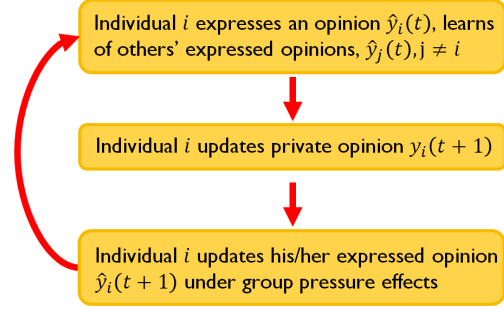 Individual i expresses an opinion ŷᵢ(t), learns
of others' expressed opinions, ŷⱼ(t), j ≠ i
Individual i updates private opinion yᵢ(t + 1)
Individual i updates his/her expressed opinion
ŷᵢ(t + 1) under group pressure effects